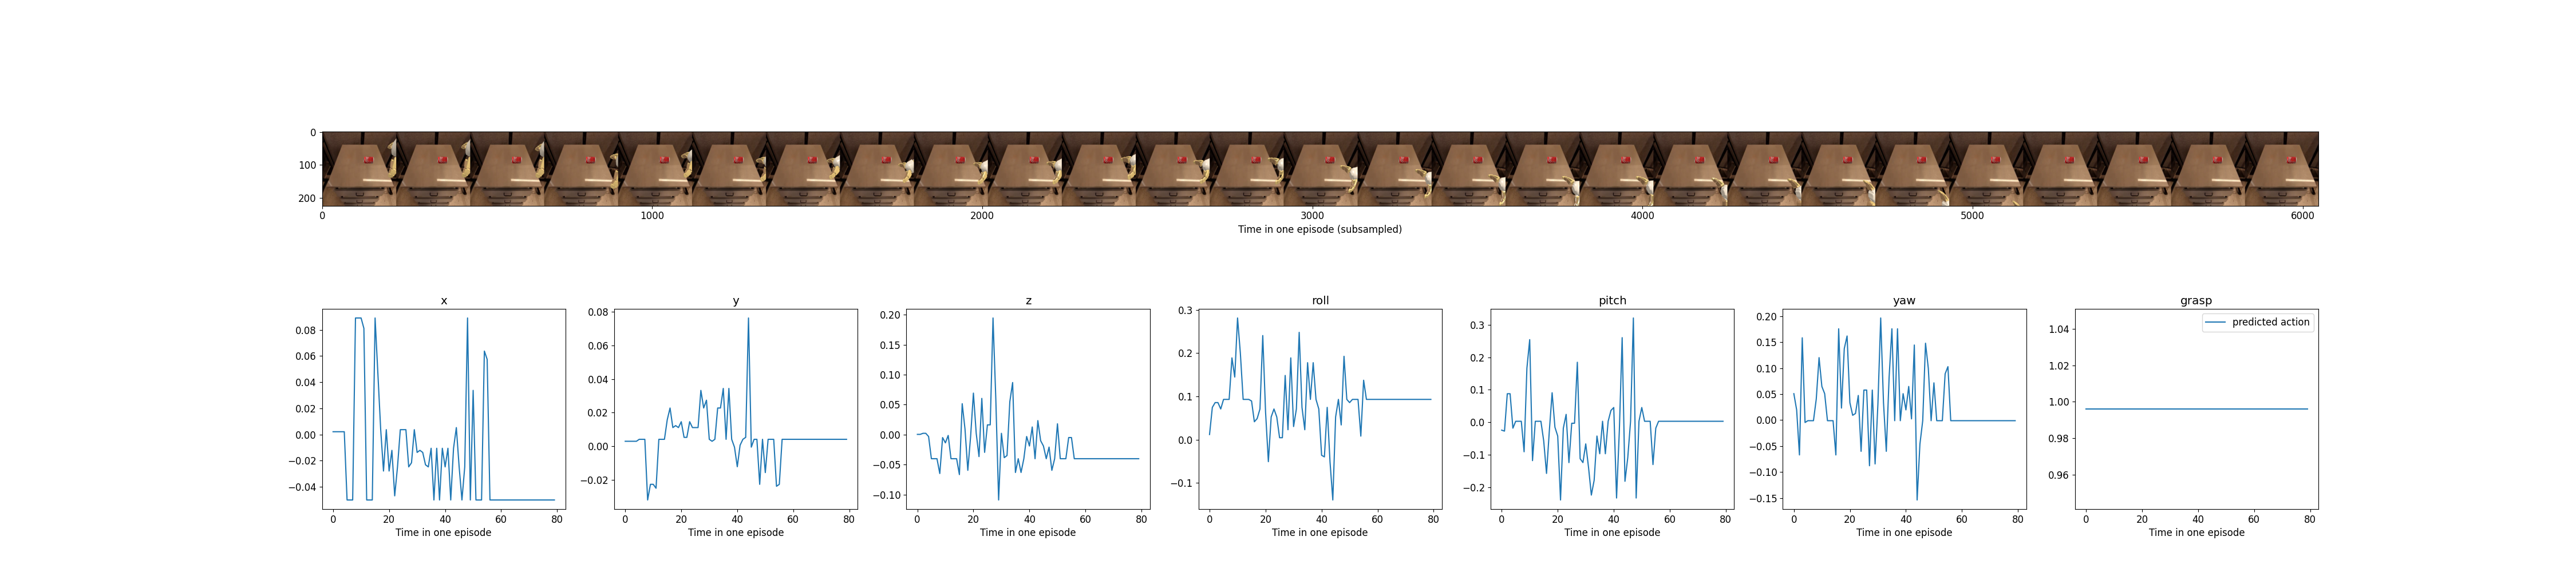 0
100
200
0 1000 2000 3000 4000 5000 6000
Time in one episode (subsampled)
x y z roll pitch yaw grasp
0.08
0.06
0.04
0.02
0.00
−0.02
−0.04
0 20 40 60 80
Time in one episode
0.08
0.06
0.04
0.02
0.00
−0.02
0 20 40 60 80
Time in one episode
0.20
0.15
0.10
0.05
0.00
−0.05
−0.10
0 20 40 60 80
Time in one episode
0.3
0.2
0.1
0.0
−0.1
0 20 40 60 80
Time in one episode
0.3
0.2
0.1
0.0
−0.1
−0.2
0 20 40 60 80
Time in one episode
0.20
0.15
0.10
0.05
0.00
−0.05
−0.10
−0.15
0 20 40 60 80
Time in one episode
predicted action
1.04
1.02
1.00
0.98
0.96
0 20 40 60 80
Time in one episode